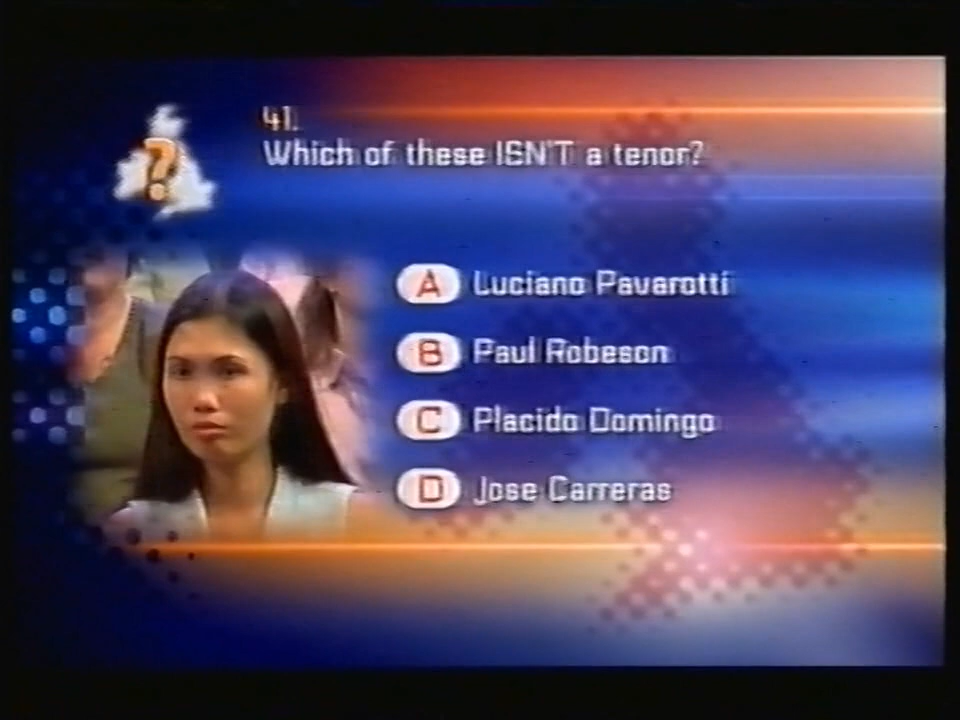 41.
Which of these ISN'T a tenor?
A Luciano Pavarotti
B Paul Robeson
C Placido Domingo
D Jose Carreras